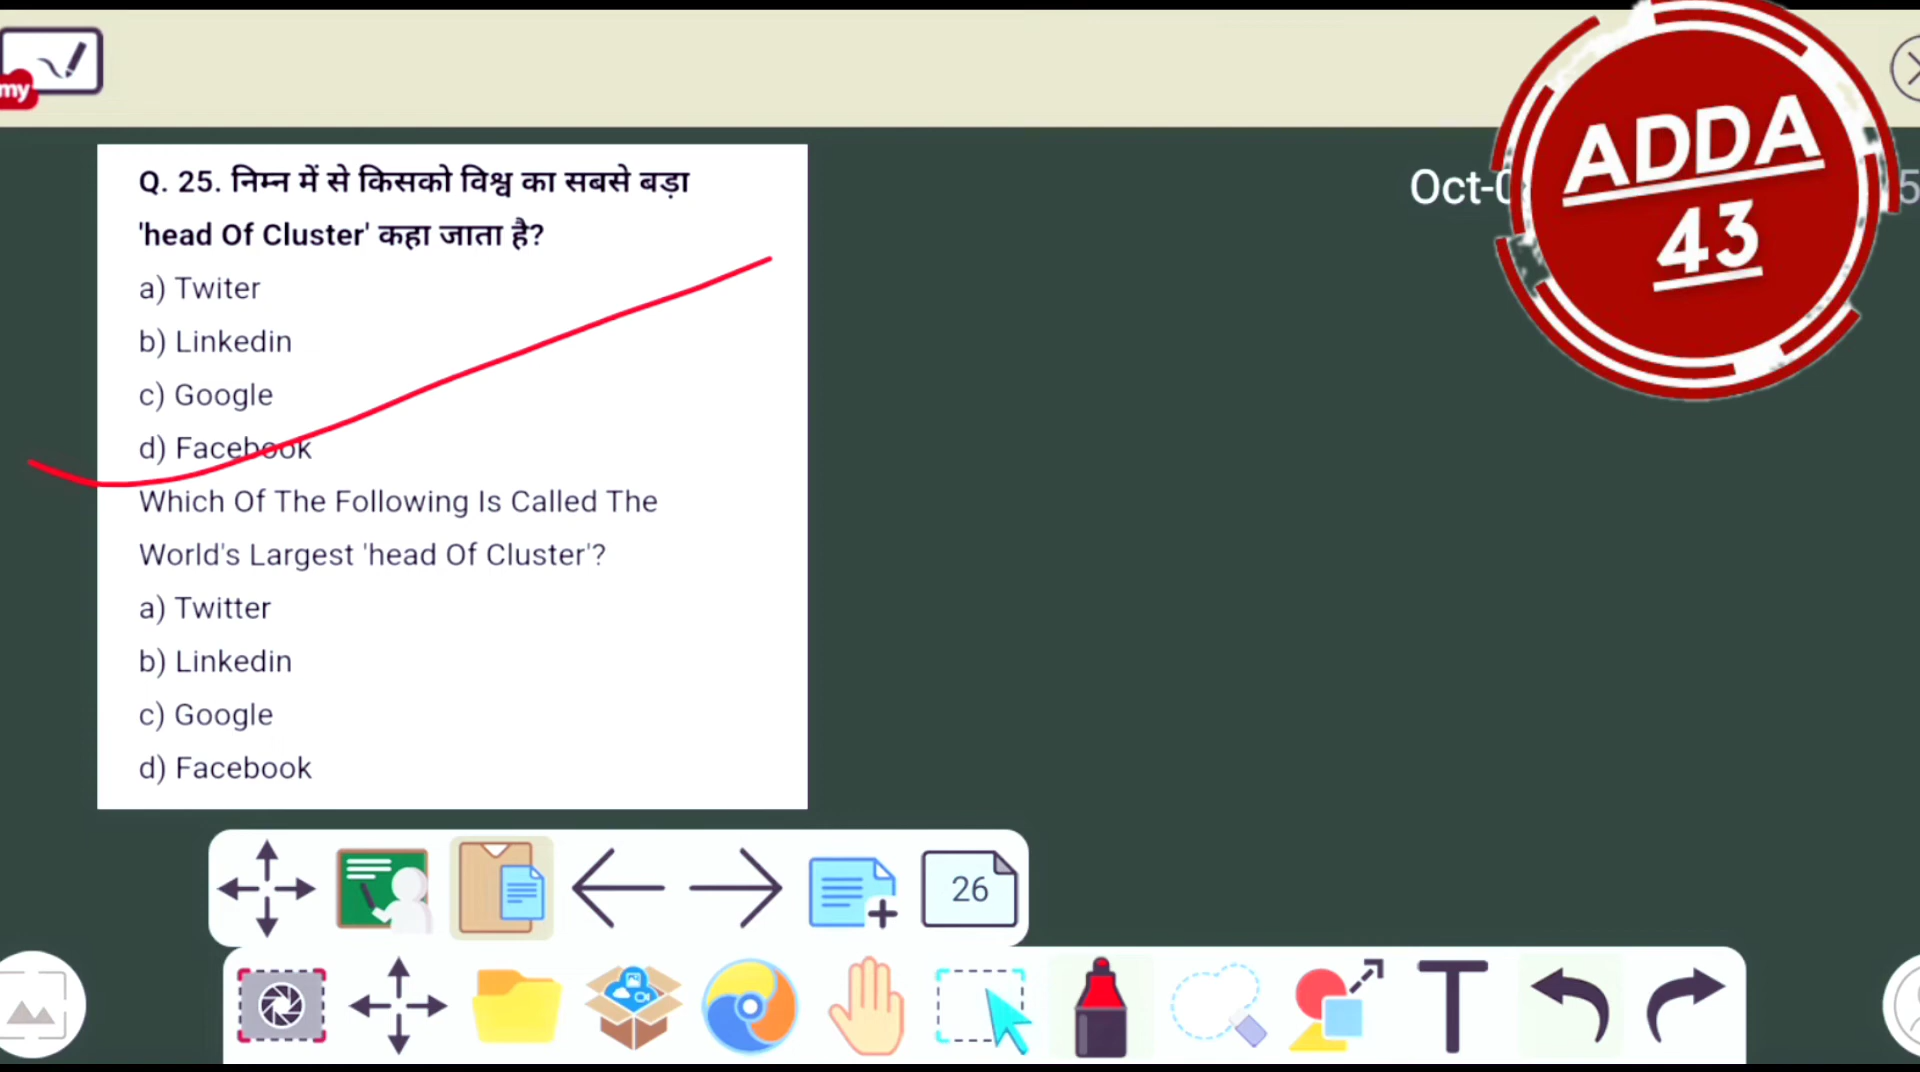 my
ADDA
43
Oct-
Q. 25. निम्न में से किसको विश्व का सबसे बड़ा
'head Of Cluster' कहा जाता है?
a) Twiter
b) Linkedin
c) Google
d) Facebook
Which Of The Following Is Called The
World's Largest 'head Of Cluster'?
a) Twitter
b) Linkedin
c) Google
d) Facebook
26
T